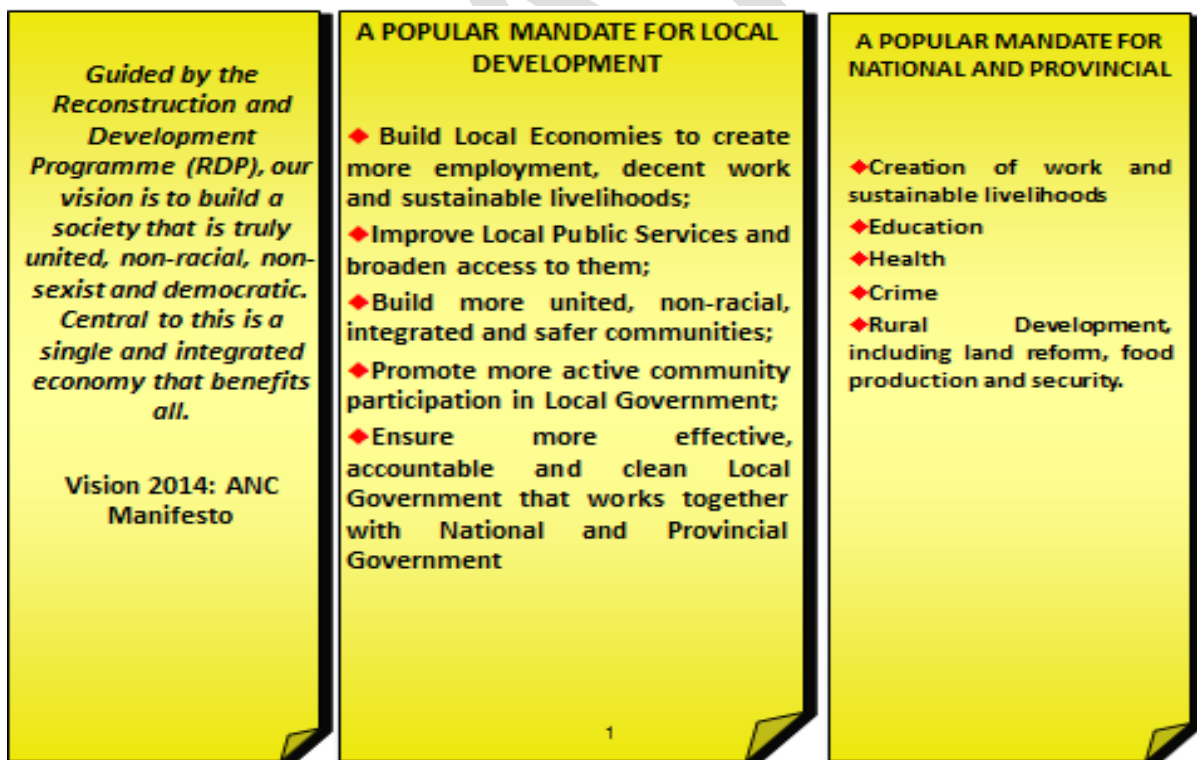 Guided by the
Reconstruction and
Development
Programme (RDP), our
vision is to build a
society that is truly
united, non-racial, non-
sexist and democratic.
Central to this is a
single and integrated
economy that benefits
all.
Vision 2014: ANC
Manifesto
A POPULAR MANDATE FOR LOCAL
DEVELOPMENT
Build Local Economies to create
more employment, decent work
and sustainable livelihoods;
Improve Local Public Services and
broaden access to them;
Build more united, non-racial,
integrated and safer communities;
Promote more active community
participation in Local Government;
Ensure more effective,
accountable and clean Local
Government that works together
with National and Provincial
Government
1
A POPULAR MANDATE FOR
NATIONAL AND PROVINCIAL
Creation of work and
sustainable livelihoods
Education
Health
Crime
Rural Development,
including land reform, food
production and security.